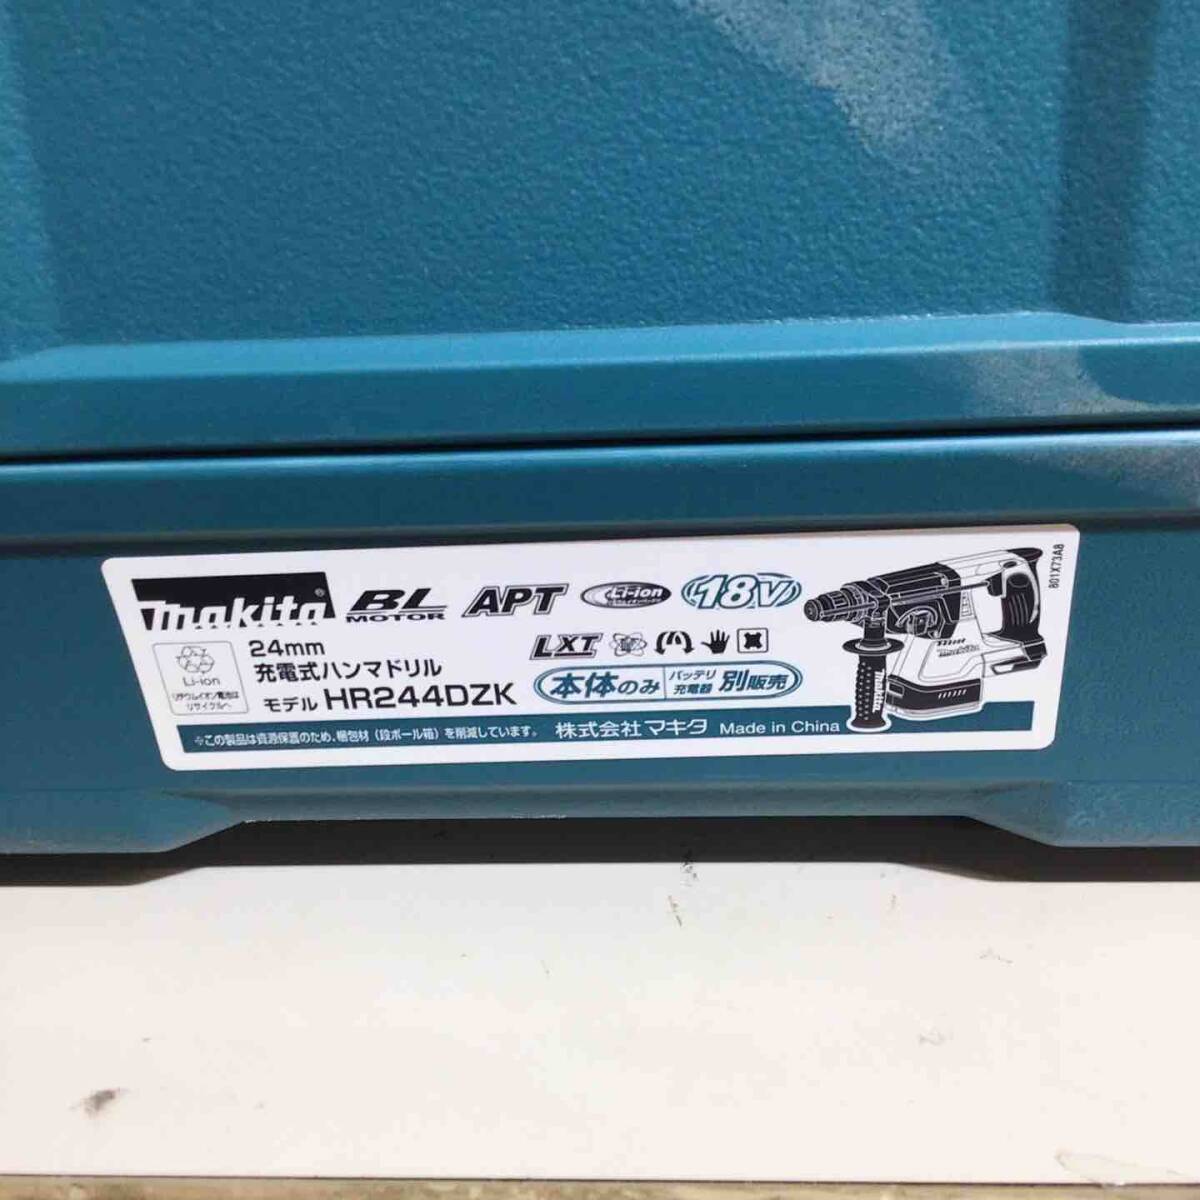 makita BL MOTOR APT Li-ion 18V
LXT
24mm
充電式ハンマドリル
モデル HR244DZK
本体のみ バッテリ 充電器 別販売
Li-ion
リチウムイオン電池は
リサイクルへ
※この製品は資源保護のため、梱包材（段ボール箱）を削減しています。 株式会社 マキタ Made in China
801X73A8
makita
makita